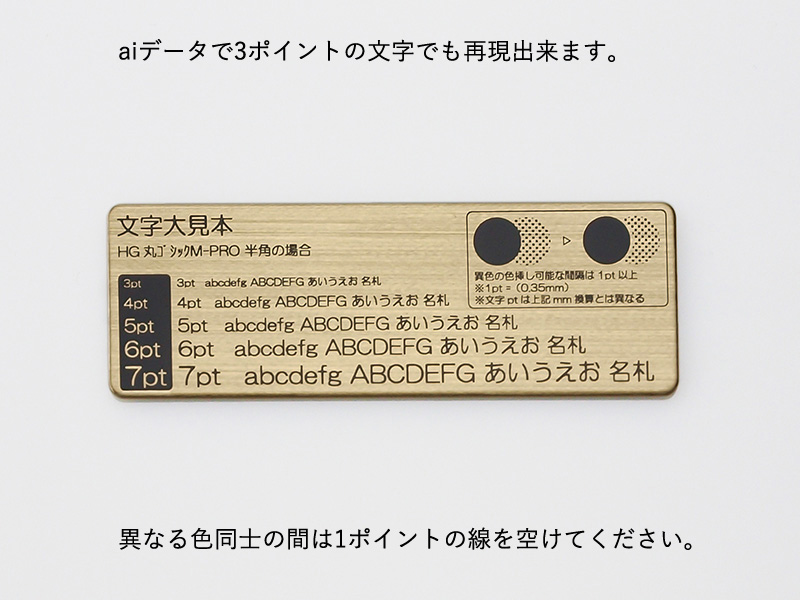 aiデータで3ポイントの文字でも再現出来ます。
文字大見本
HG 丸ｺﾞｼｯｸM-PRO 半角の場合
3pt 3pt abcdefg ABCDEFG あいうえお 名札
4pt 4pt abcdefg ABCDEFG あいうえお 名札
5pt 5pt abcdefg ABCDEFG あいうえお 名札
6pt 6pt abcdefg ABCDEFG あいうえお 名札
7pt 7pt abcdefg ABCDEFG あいうえお 名札
異色の色挿し可能な間隔は 1pt 以上
※1pt =（0.35mm）
※文字 pt は上記 mm 換算とは異なる
異なる色同士の間は1ポイントの線を空けてください。